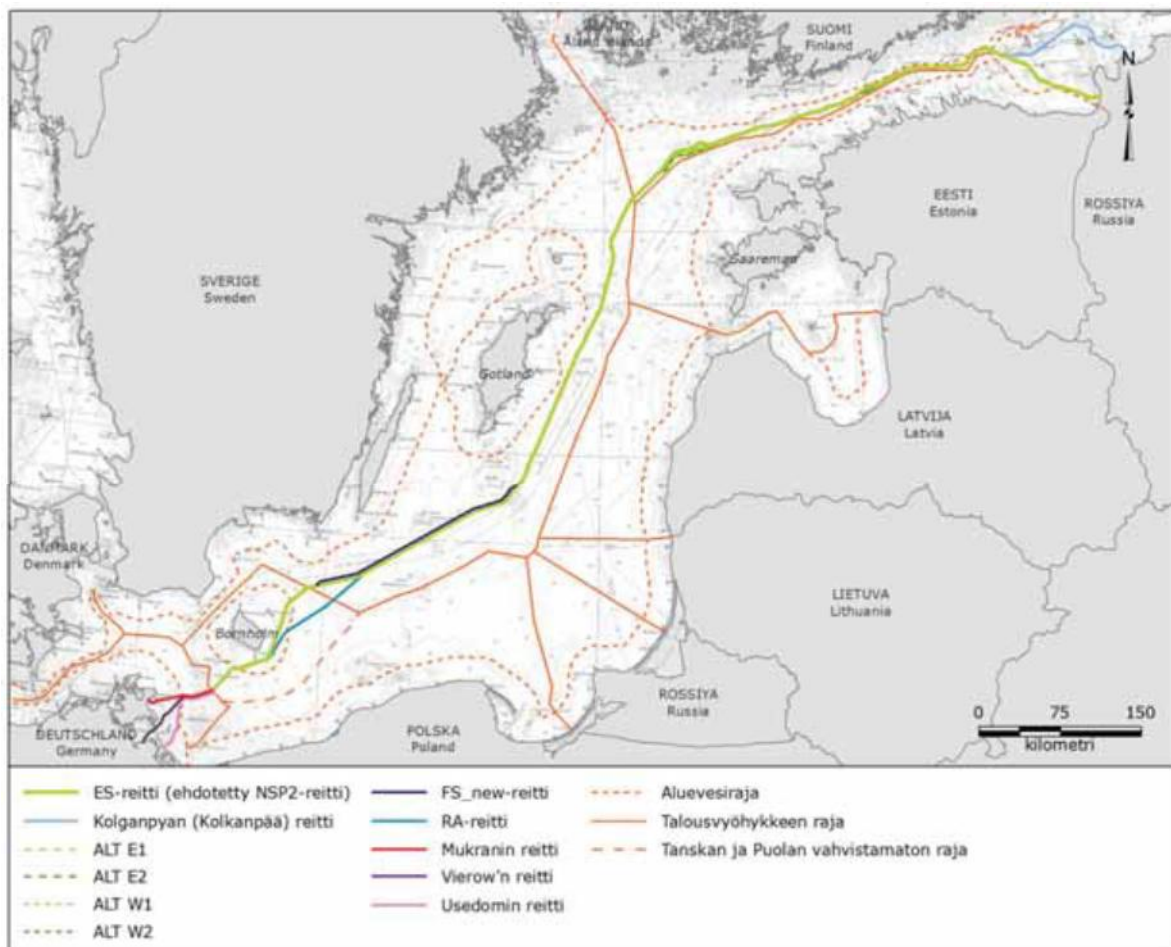 Åland Islands
SUOMI
Finland
N
EESTI
Estonia
ROSSIYA
Russia
Saaremaa
SVERIGE
Sweden
Gotland
LATVIJA
Latvia
DANMARK
Denmark
LIETUVA
Lithuania
Bornholm
ROSSIYA
Russia
DEUTSCHLAND
Germany
POLSKA
Poland
0 75 150
kilometri
ES-reitti (ehdotetty NSP2-reitti)
Kolganpyan (Kolkanpää) reitti
ALT E1
ALT E2
ALT W1
ALT W2
FS_new-reitti
RA-reitti
Mukranin reitti
Vierow'n reitti
Usedomin reitti
Aluevesiraja
Talousvyöhykkeen raja
Tanskan ja Puolan vahvistamaton raja